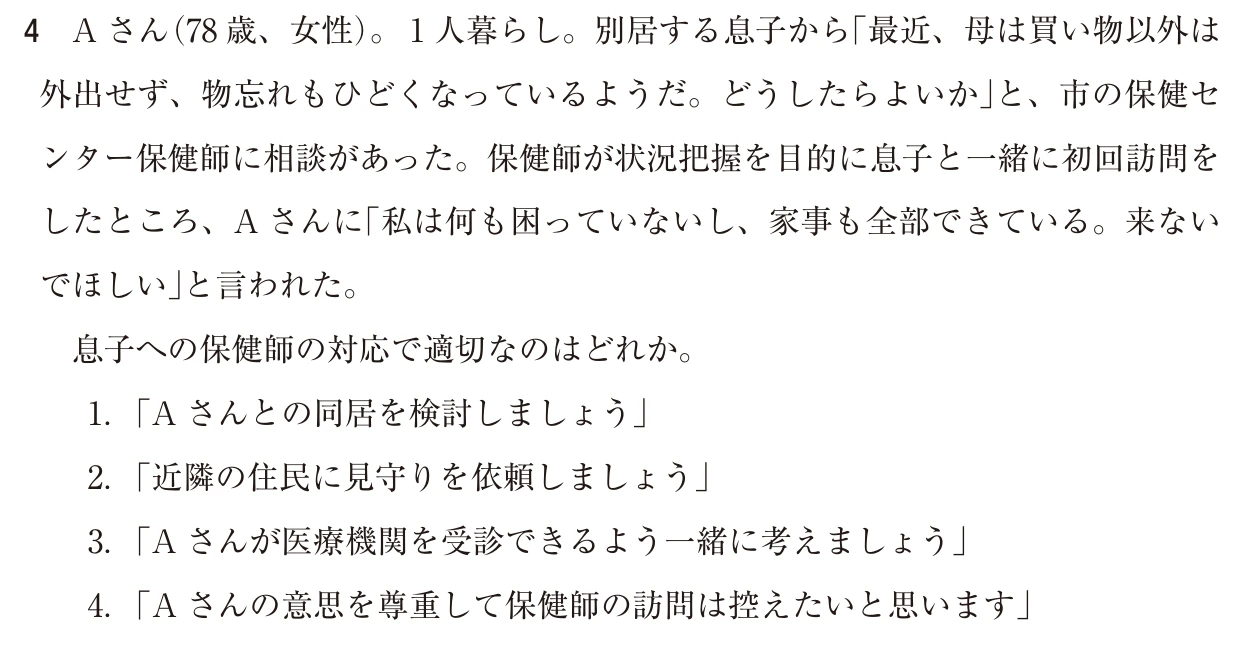 4 Aさん(78歳、女性)。1人暮らし。別居する息子から「最近、母は買い物以外は
外出せず、物忘れもひどくなっているようだ。どうしたらよいか」と、市の保健セ
ンター保健師に相談があった。保健師が状況把握を目的に息子と一緒に初回訪問を
したところ、Aさんに「私は何も困っていないし、家事も全部できている。来ない
でほしい」と言われた。
息子への保健師の対応で適切なのはどれか。
1. 「Aさんとの同居を検討しましょう」
2. 「近隣の住民に見守りを依頼しましょう」
3. 「Aさんが医療機関を受診できるよう一緒に考えましょう」
4. 「Aさんの意思を尊重して保健師の訪問は控えたいと思います」